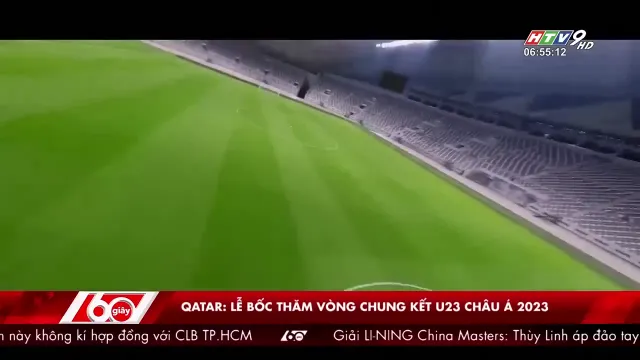 HTV9HD
06:55:12
60 giây
QATAR: LỄ BỐC THĂM VÒNG CHUNG KẾT U23 CHÂU Á 2023
n này không kí hợp đồng với CLB TP.HCM 60 Giải LI-NING China Masters: Thùy Linh áp đảo tay